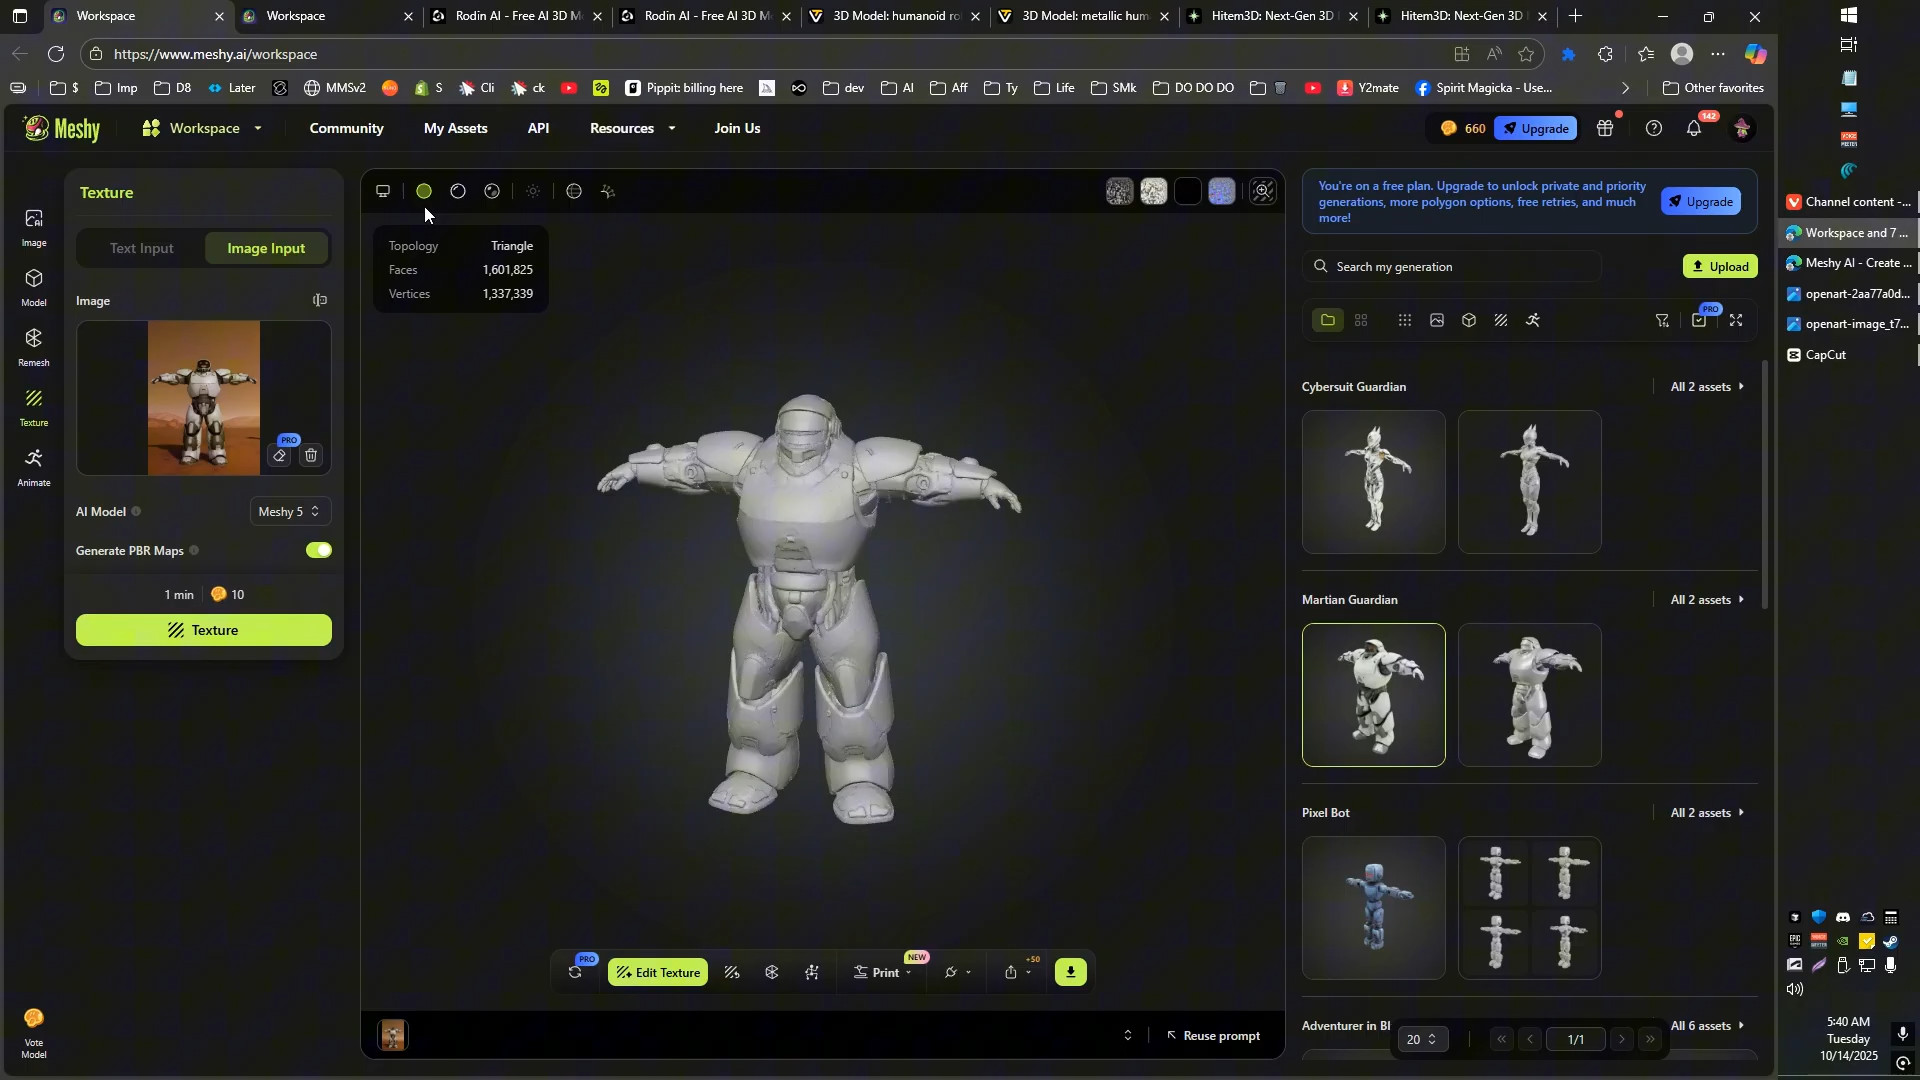 Workspace
Workspace
Rodin AI - Free AI 3D M
Rodin AI - Free AI 3D M
3D Model: humanoid ro
3D Model: metallic hum
Hitem3D: Next-Gen 3D
Hitem3D: Next-Gen 3D
https://www.meshy.ai/workspace
$
Imp
D8
Later
MMSv2
S
Cli
ck
Pippit: billing here
dev
AI
Aff
Ty
Life
SMk
DO DO DO
Y2mate
Spirit Magicka - Use...
Other favorites
Meshy
Workspace
Community
My Assets
API
Resources
Join Us
660
Upgrade
142
Image
Model
Remesh
Texture
Animate
Vote
Model
Texture
Text Input
Image Input
Image
PRO
AI Model
Meshy 5
Generate PBR Maps
1 min
10
Texture
Topology Triangle
Faces 1,601,825
Vertices 1,337,339
PRO
Edit Texture
Print
NEW
+50
Reuse prompt
You're on a free plan. Upgrade to unlock private and priority
generations, more polygon options, free retries, and much
more!
Upgrade
Search my generation
Upload
PRO
Cybersuit Guardian
All 2 assets
Martian Guardian
All 2 assets
Pixel Bot
All 2 assets
Adventurer in Bl
All 6 assets
20
1/1
Channel content -...
Workspace and 7 ...
Meshy AI - Create ...
openart-2aa77a0d...
openart-image_t7...
CapCut
5:40 AM
Tuesday
10/14/2025